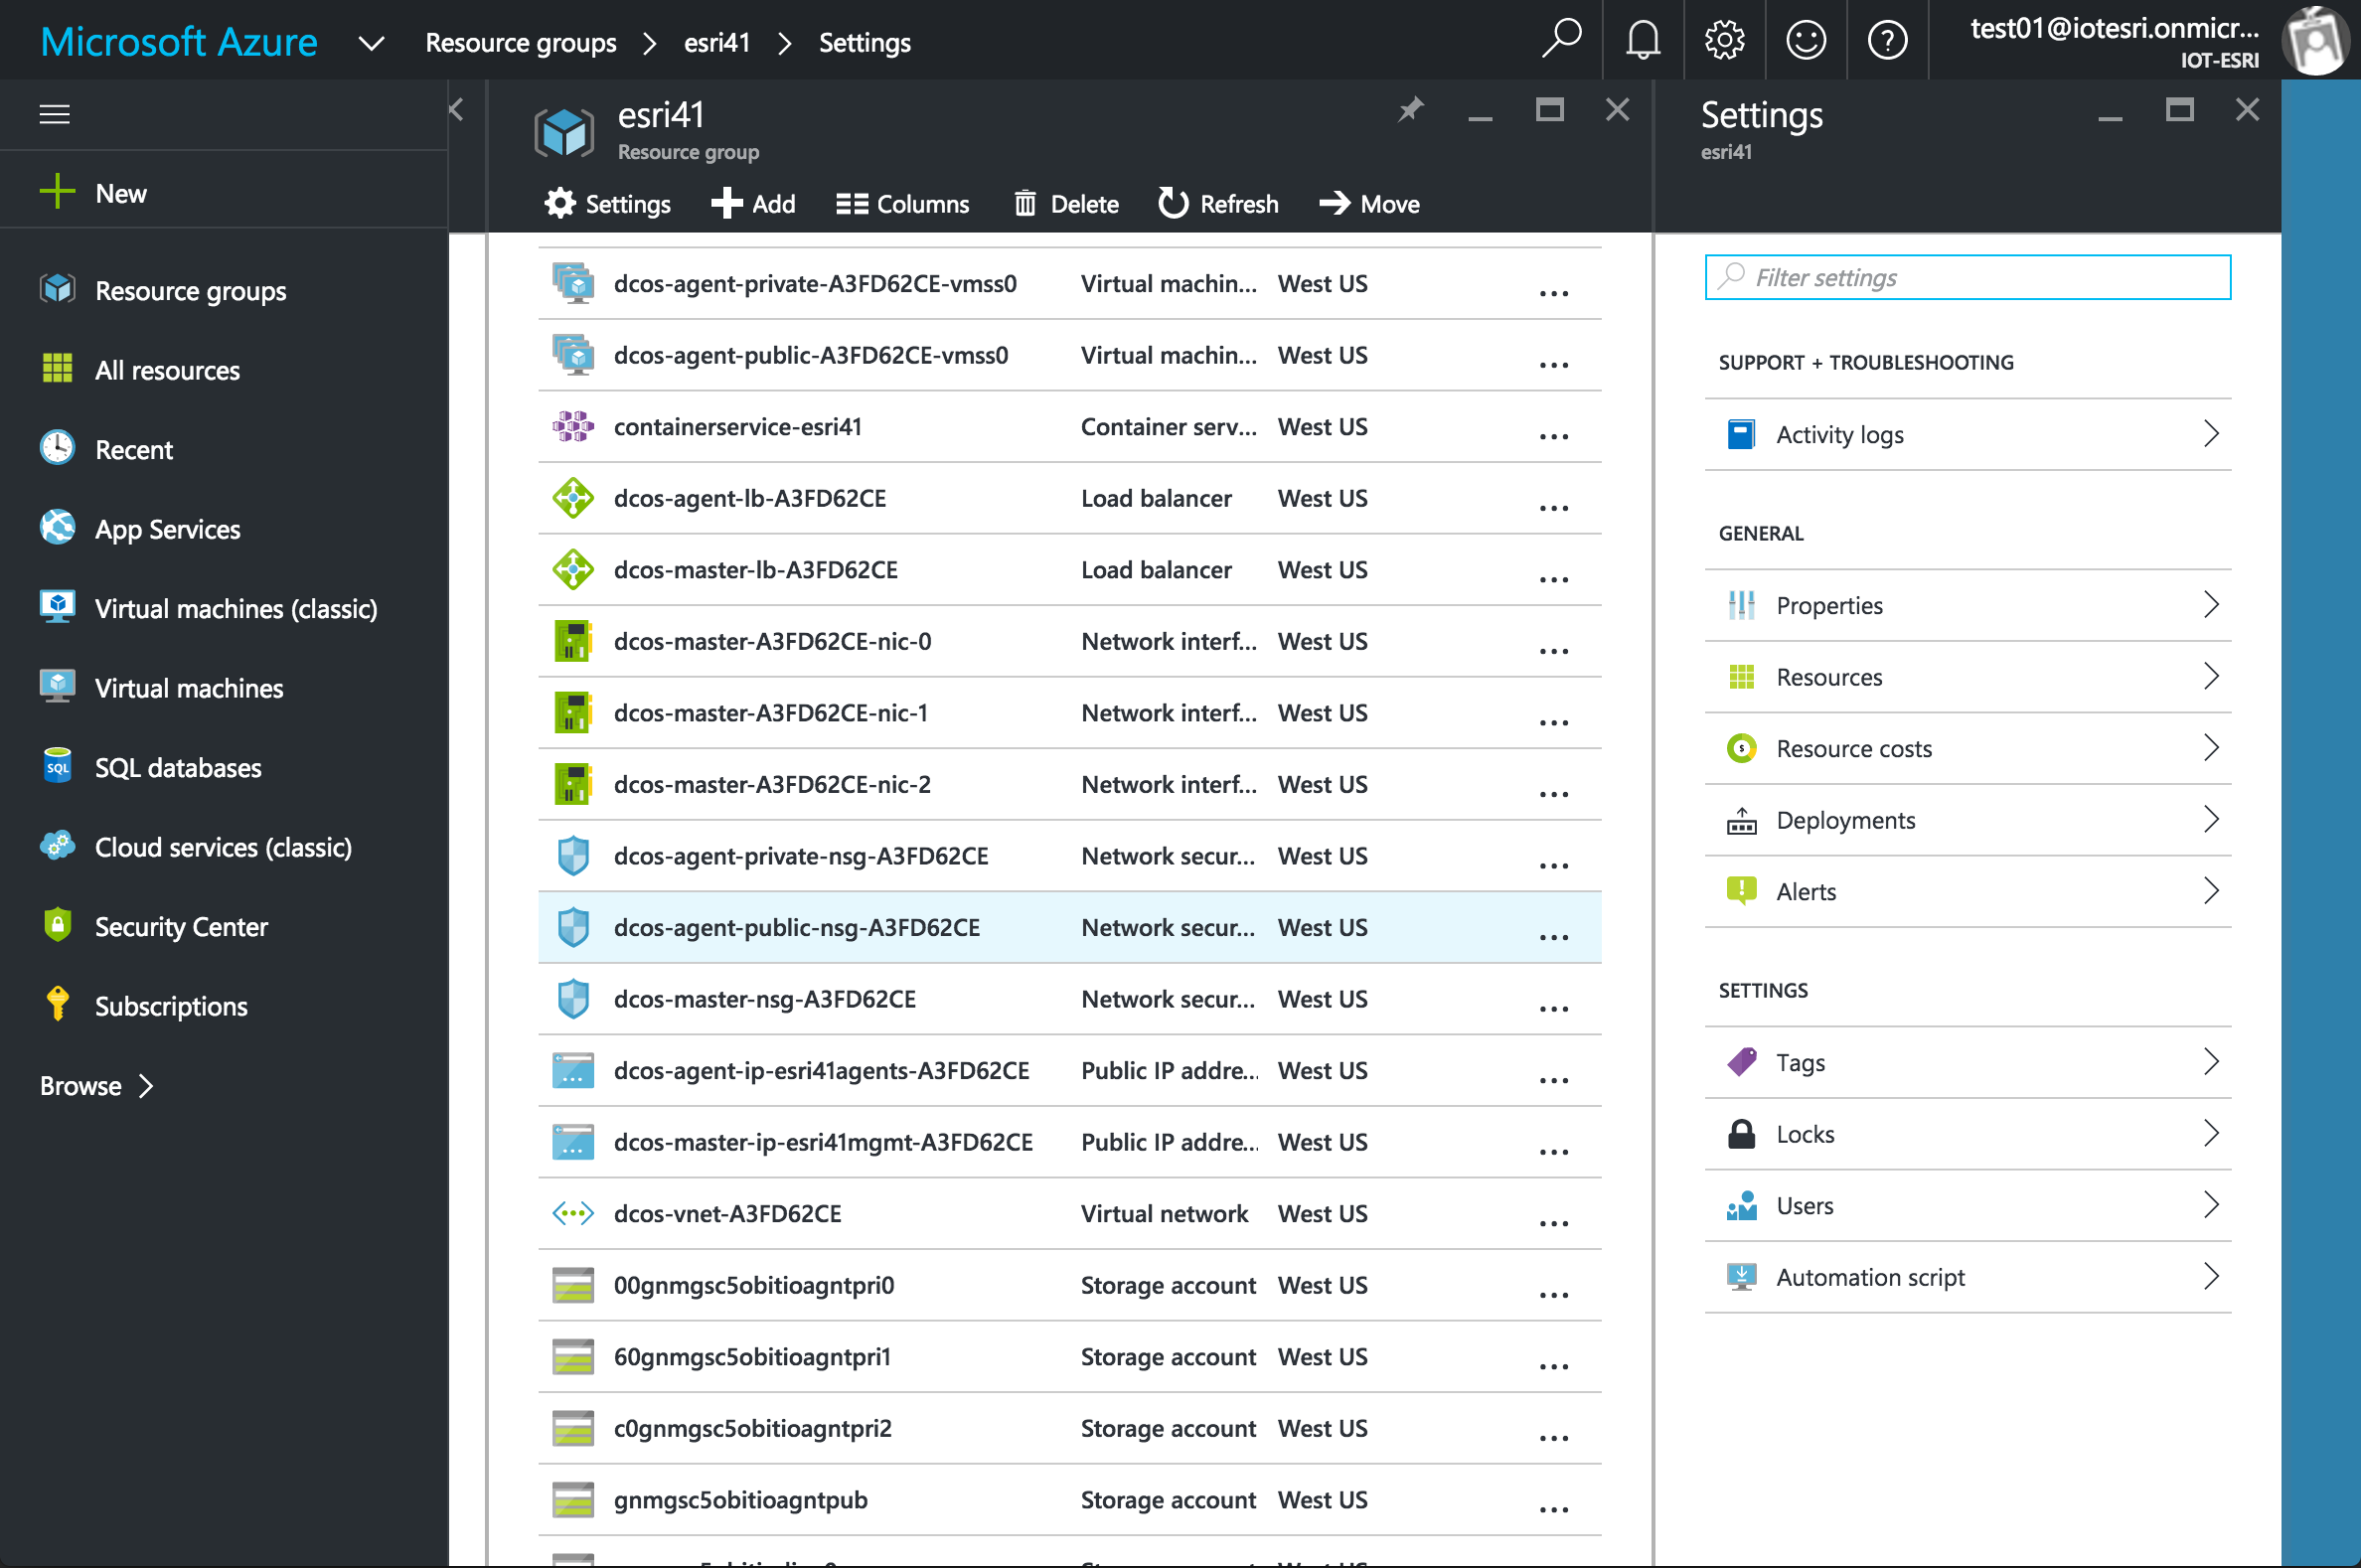 Microsoft Azure
Resource groups > esri41 > Settings
test01@iotesri.onmicr...
IOT-ESRI
New
Resource groups
All resources
Recent
App Services
Virtual machines (classic)
Virtual machines
SQL databases
Cloud services (classic)
Security Center
Subscriptions
Browse >
esri41
Resource group
Settings Add Columns Delete Refresh Move
dcos-agent-private-A3FD62CE-vmss0 Virtual machin... West US ...
dcos-agent-public-A3FD62CE-vmss0 Virtual machin... West US ...
containerservice-esri41 Container serv... West US ...
dcos-agent-lb-A3FD62CE Load balancer West US ...
dcos-master-lb-A3FD62CE Load balancer West US ...
dcos-master-A3FD62CE-nic-0 Network interf... West US ...
dcos-master-A3FD62CE-nic-1 Network interf... West US ...
dcos-master-A3FD62CE-nic-2 Network interf... West US ...
dcos-agent-private-nsg-A3FD62CE Network secur... West US ...
dcos-agent-public-nsg-A3FD62CE Network secur... West US ...
dcos-master-nsg-A3FD62CE Network secur... West US ...
dcos-agent-ip-esri41agents-A3FD62CE Public IP addre... West US ...
dcos-master-ip-esri41mgmt-A3FD62CE Public IP addre... West US ...
dcos-vnet-A3FD62CE Virtual network West US ...
00gnmgsc5obitioagntpri0 Storage account West US ...
60gnmgsc5obitioagntpri1 Storage account West US ...
c0gnmgsc5obitioagntpri2 Storage account West US ...
gnmgsc5obitioagntpub Storage account West US ...
Settings
esri41
Filter settings
SUPPORT + TROUBLESHOOTING
Activity logs
GENERAL
Properties
Resources
Resource costs
Deployments
Alerts
SETTINGS
Tags
Locks
Users
Automation script